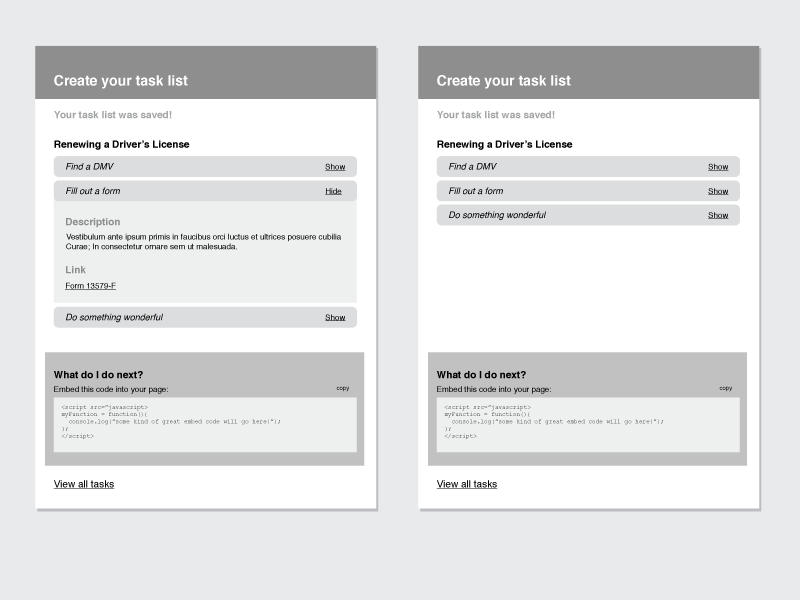 Create your task list
Your task list was saved!
Renewing a Driver's License
Find a DMV Show
Fill out a form Hide
Description
Vestibulum ante ipsum primis in faucibus orci luctus et ultrices posuere cubilia
Curae; In consectetur ornare sem ut malesuada.
Link
Form 13579-F
Do something wonderful Show
What do I do next?
Embed this code into your page: copy
<script src="javascript>
myFunction = function(){
console.log("some kind of great embed code will go here!");
};
</script>
View all tasks
Create your task list
Your task list was saved!
Renewing a Driver's License
Find a DMV Show
Fill out a form Show
Do something wonderful Show
What do I do next?
Embed this code into your page: copy
<script src="javascript>
myFunction = function(){
console.log("some kind of great embed code will go here!");
};
</script>
View all tasks